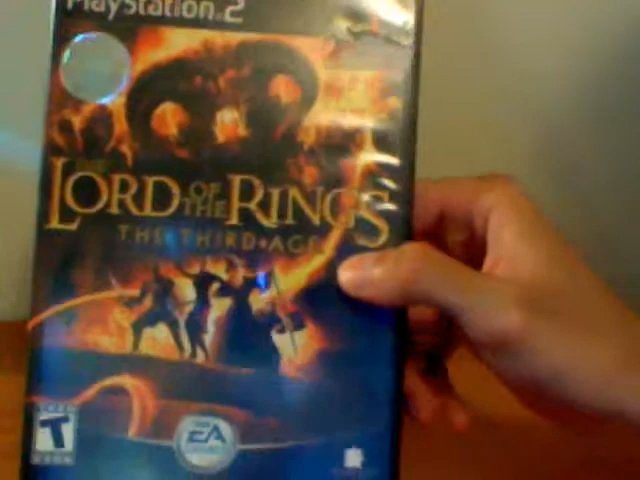 PlayStation 2
LORD OF THE RINGS
THE THIRD AGE
T
EA